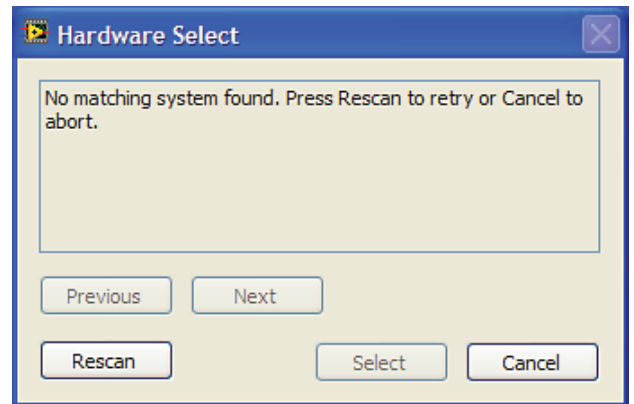 Hardware Select
No matching system found. Press Rescan to retry or Cancel to
abort.
Previous
Next
Rescan
Select
Cancel